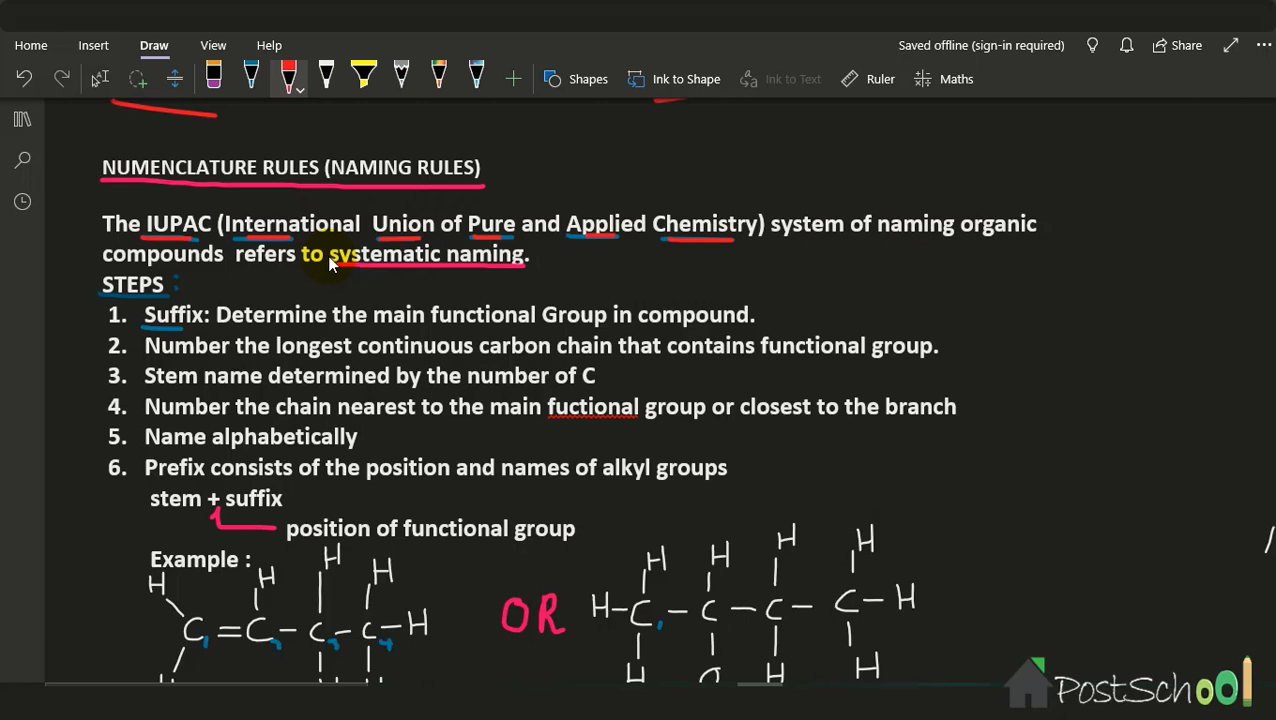 Home Insert Draw View Help Saved offline (sign-in required) Share
Shapes Ink to Shape Ink to Text Ruler Maths
NUMENCLATURE RULES (NAMING RULES)
The IUPAC (International Union of Pure and Applied Chemistry) system of naming organic
compounds refers to systematic naming.
STEPS :
1. Suffix: Determine the main functional Group in compound.
2. Number the longest continuous carbon chain that contains functional group.
3. Stem name determined by the number of C
4. Number the chain nearest to the main fuctional group or closest to the branch
5. Name alphabetically
6. Prefix consists of the position and names of alkyl groups
stem + suffix
position of functional group
Example :
H H H H H H H H
C = C - C - C - H OR H - C - C - C - C - H
H H H
PostSchool